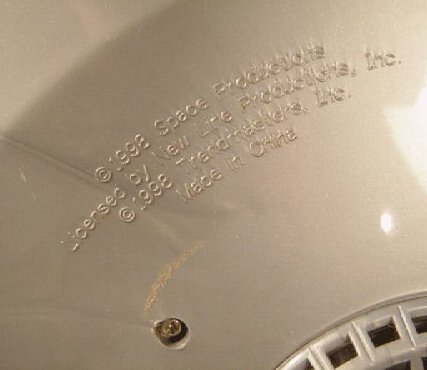 ©1998 Space Productions
Licensed by New Line Productions, Inc.
©1998 Trendmasters, Inc.
Made in China